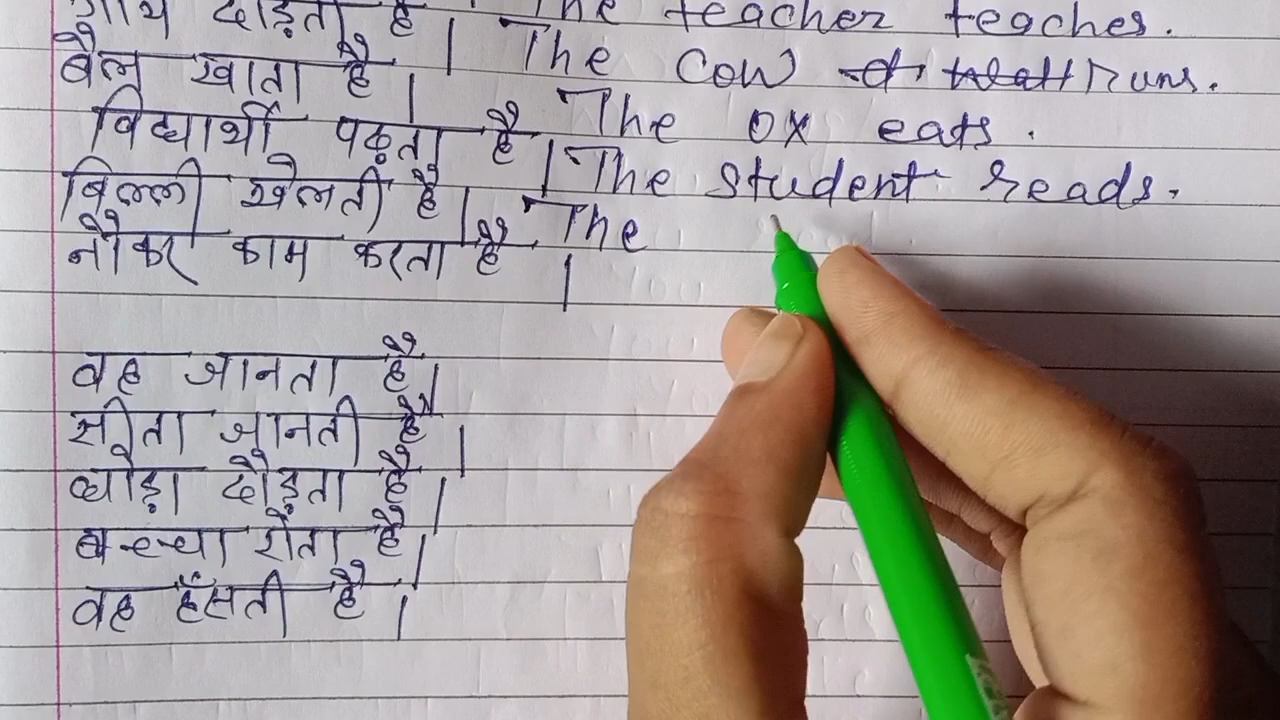 गाय दौड़ती है | The teacher teaches.
बैल खाता है | The cow runs.
विद्यार्थी पढ़ता है | The ox eats.
बिल्ली खेलती है | The student reads.
नौकर काम करता है | The
वह जानता है |
सीता जानती है |
घोड़ा दौड़ता है |
बच्चा रोता है |
वह हँसती है |